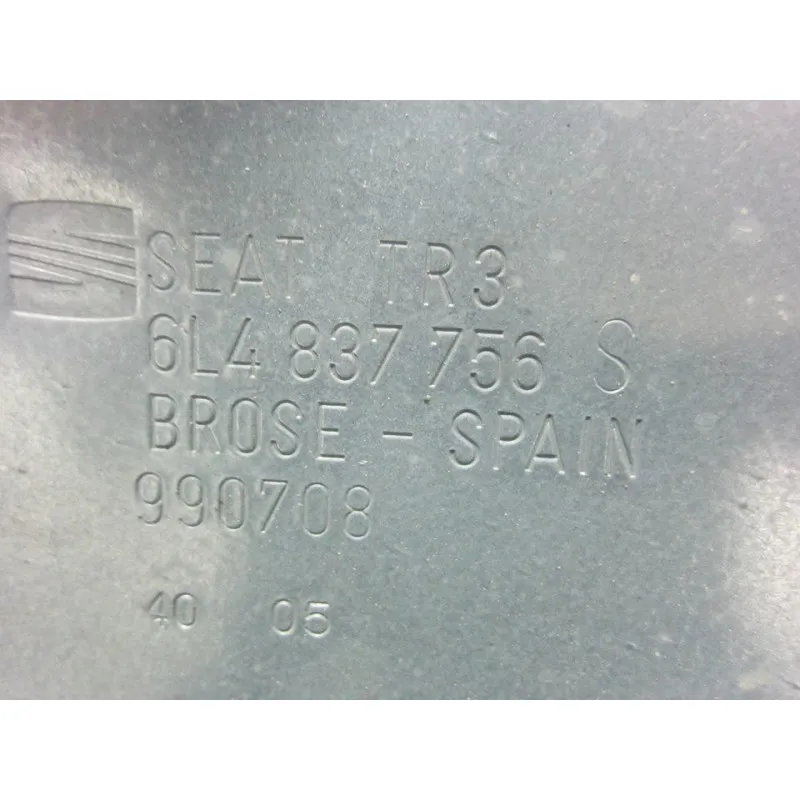 SEAT TR3
6L4 837 756 S
BROSE - SPAIN
990708
40 05